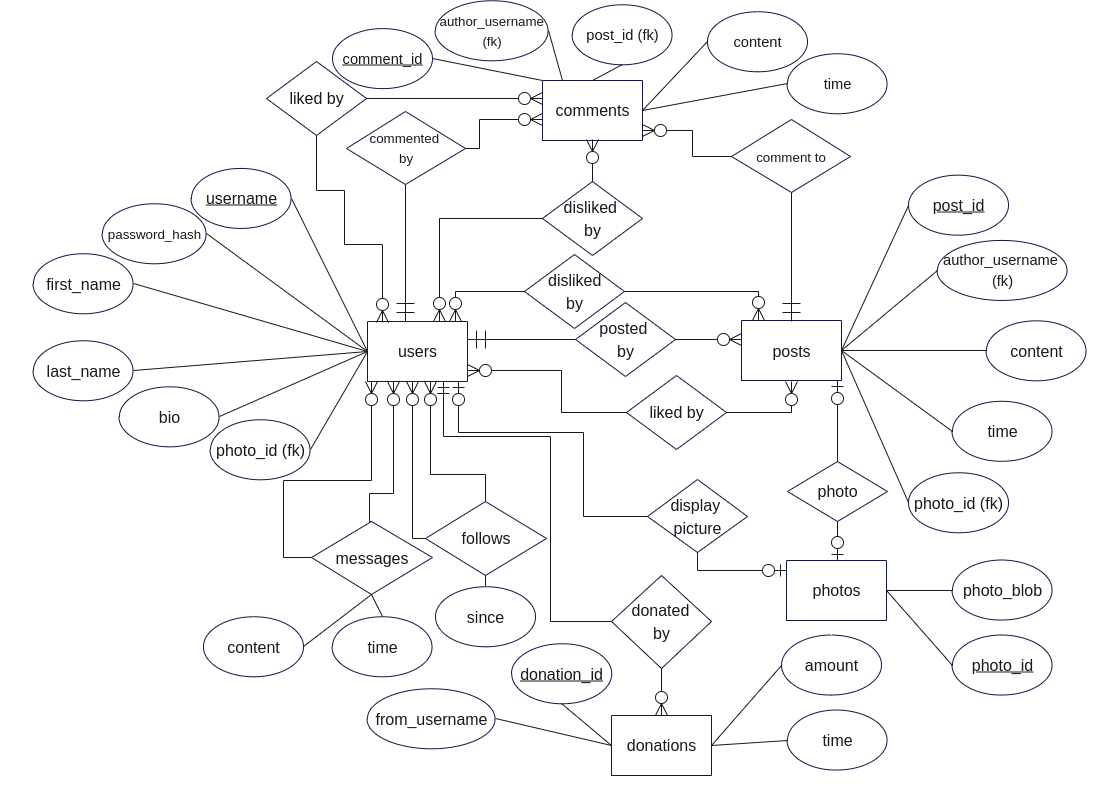 author_username
(fk)
post_id (fk)
content
comment_id
time
liked by
comments
commented
by
comment to
username
disliked
by
post_id
password_hash
author_username
(fk)
first_name
disliked
by
posted
by
users
posts
content
last_name
bio
liked by
time
photo_id (fk)
photo
display
picture
photo_id (fk)
messages
follows
photos
photo_blob
since
donated
by
content
time
donation_id
amount
photo_id
from_username
donations
time